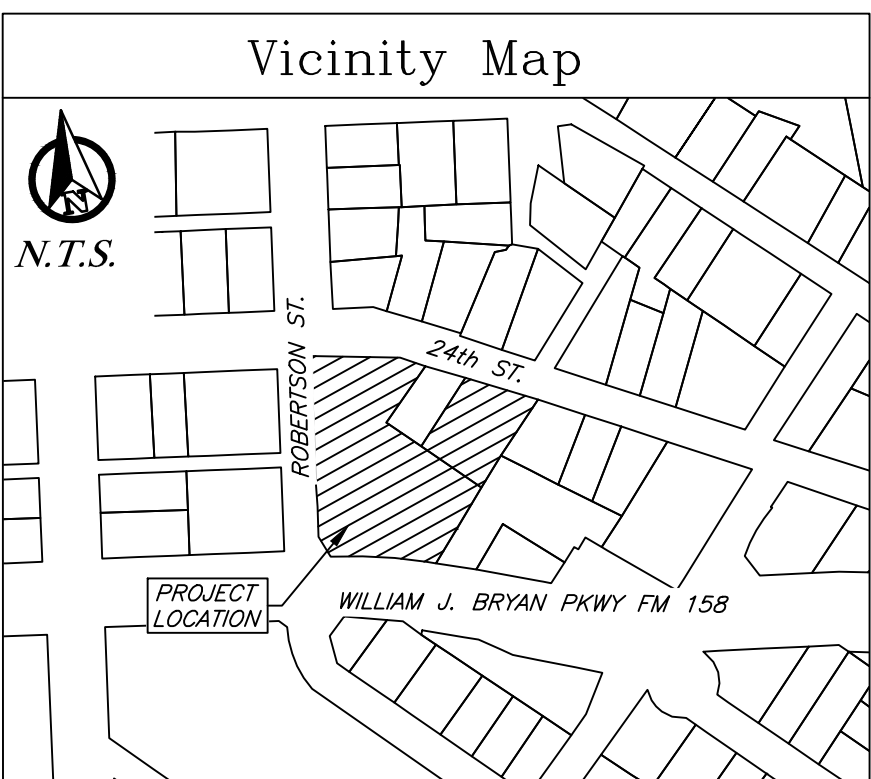 Vicinity Map
N
N.T.S.
ROBERTSON ST.
24th ST.
PROJECT
LOCATION
WILLIAM J. BRYAN PKWY FM 158